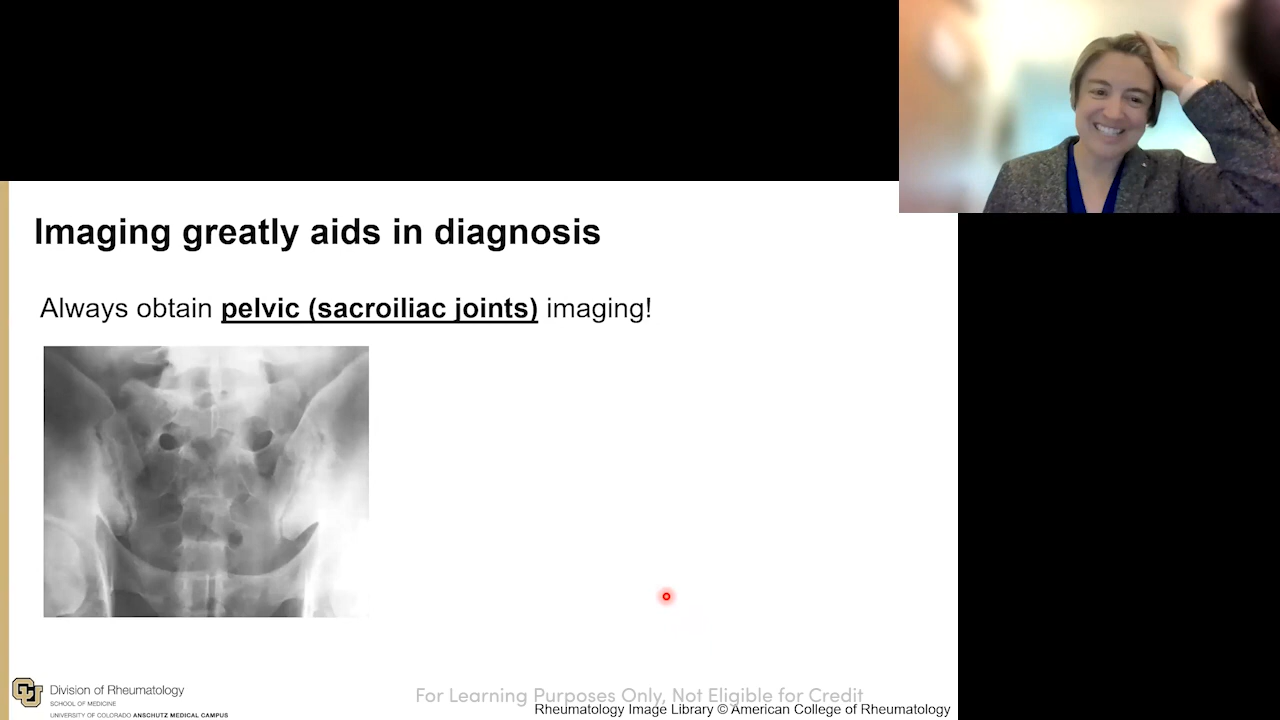 Imaging greatly aids in diagnosis
Always obtain pelvic (sacroiliac joints) imaging!
CU
Division of Rheumatology
SCHOOL OF MEDICINE
UNIVERSITY OF COLORADO ANSCHUTZ MEDICAL CAMPUS
For Learning Purposes Only, Not Eligible for Credit
Rheumatology Image Library © American College of Rheumatology